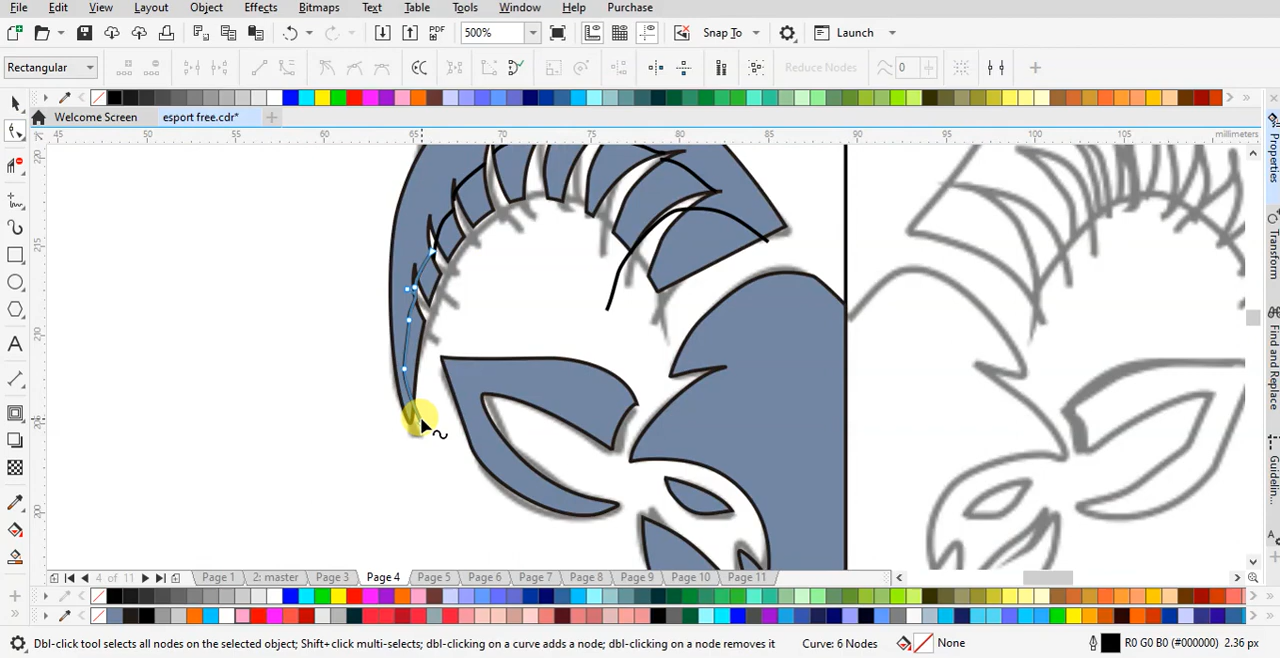 File Edit View Layout Object Effects Bitmaps Text Table Tools Window Help Purchase
PDF 500% Snap To Launch
Rectangular Reduce Nodes 0
Welcome Screen esport free.cdr*
45 50 55 60 65 70 75 80 85 90 95 100 105 millimeters
Properties
Transform
Find and Replace
Guidelin
4 of 11 Page 1 2: master Page 3 Page 4 Page 5 Page 6 Page 7 Page 8 Page 9 Page 10 Page 11
Dbl-click tool selects all nodes on the selected object; Shift+click multi-selects; dbl-clicking on a curve adds a node; dbl-clicking on a node removes it Curve: 6 Nodes None R0 G0 B0 (#000000) 2.36 px